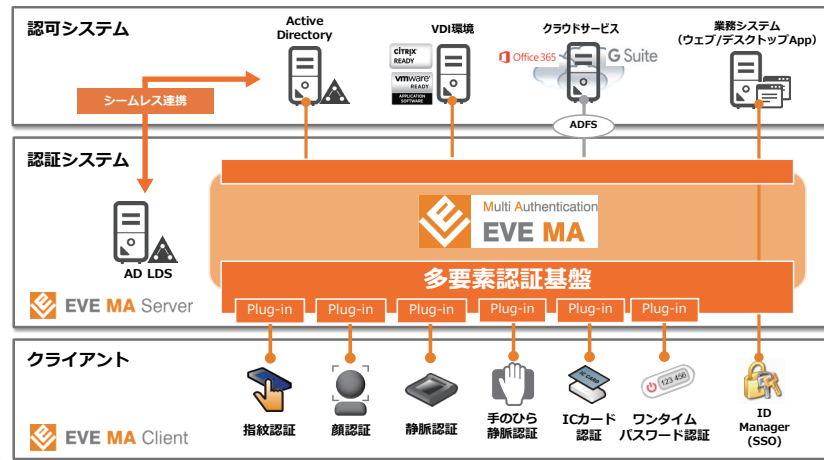 認可システム
Active
Directory
VDI環境
クラウドサービス
業務システム
(ウェブ/デスクトップApp)
CİTRIX
READY
vmware
READY
APPLICATION
SOFTWARE
Office 365
G Suite
シームレス連携
ADFS
認証システム
Multi Authentication
EVE MA
AD LDS
多要素認証基盤
EVE MA Server
Plug-in
Plug-in
Plug-in
Plug-in
Plug-in
Plug-in
クライアント
IC CARD
123 456
指紋認証
顔認証
静脈認証
手のひら
静脈認証
ICカード
認証
ワンタイム
パスワード認証
ID
Manager
(SSO)
EVE MA Client